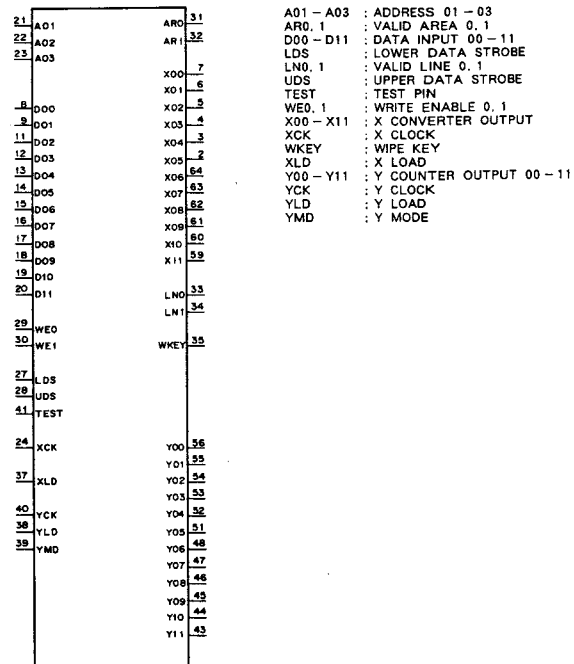 21 A01
22 A02
23 A03
8 D00
9 D01
11 D02
12 D03
13 D04
14 D05
15 D06
16 D07
17 D08
18 D09
19 D10
20 D11
29 WE0
30 WE1
27 LDS
28 UDS
41 TEST
24 XCK
37 XLD
40 YCK
38 YLD
39 YMD
AR0 31
AR1 32
X00 7
X01 6
X02 5
X03 4
X04 3
X05 2
X06 64
X07 63
X08 62
X09 61
X10 60
X11 59
LN0 33
LN1 34
WKEY 35
Y00 56
Y01 55
Y02 54
Y03 53
Y04 52
Y05 51
Y06 48
Y07 47
Y08 46
Y09 45
Y10 44
Y11 43
A01 - A03 : ADDRESS 01 - 03
AR0, 1 : VALID AREA 0, 1
D00 - D11 : DATA INPUT 00 - 11
LDS : LOWER DATA STROBE
LN0, 1 : VALID LINE 0, 1
UDS : UPPER DATA STROBE
TEST : TEST PIN
WE0, 1 : WRITE ENABLE 0, 1
X00 - X11 : X CONVERTER OUTPUT
XCK : X CLOCK
WKEY : WIPE KEY
XLD : X LOAD
Y00 - Y11 : Y COUNTER OUTPUT 00 - 11
YCK : Y CLOCK
YLD : Y LOAD
YMD : Y MODE